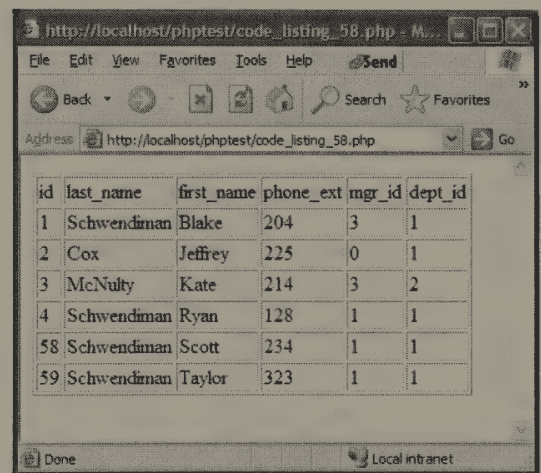 http://localhost/phptest/code_listing_58.php - M...
File Edit View Favorites Tools Help Send
Back Search Favorites »
Address http://localhost/phptest/code_listing_58.php Go
id last_name first_name phone_ext mgr_id dept_id
1 Schwendiman Blake 204 3 1
2 Cox Jeffrey 225 0 1
3 McNulty Kate 214 3 2
4 Schwendiman Ryan 128 1 1
58 Schwendiman Scott 234 1 1
59 Schwendiman Taylor 323 1 1
Done Local intranet